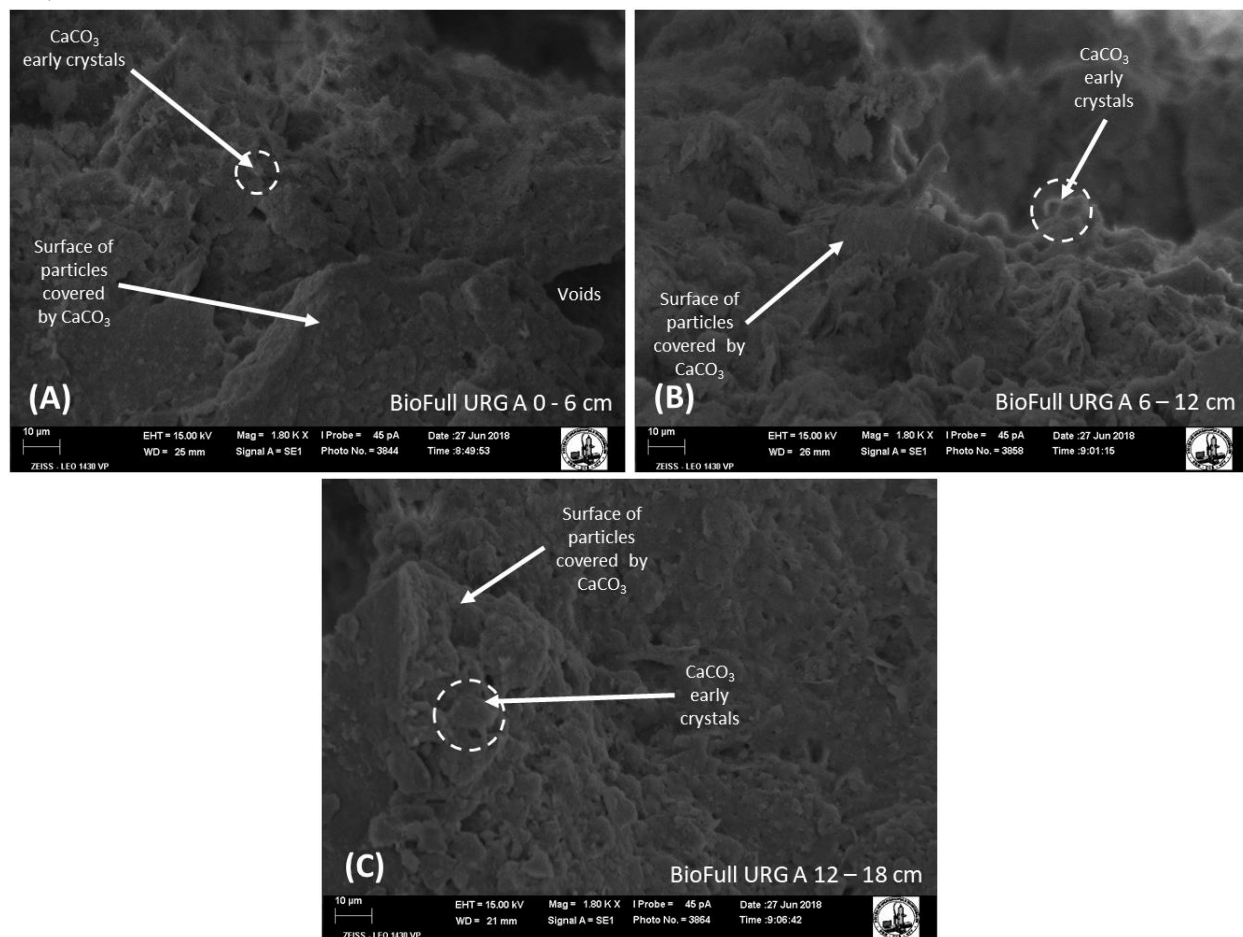 CaCO₃
early crystals
Surface of
particles
covered
by CaCO₃
Voids
(A)
BioFull URG A 0 - 6 cm
10 µm
EHT = 15.00 kV Mag = 1.80 K X I Probe = 45 pA Date :27 Jun 2018
WD = 25 mm Signal A = SE1 Photo No. = 3844 Time :8:49:53
ZEISS - LEO 1430 VP
CaCO₃
early
crystals
Surface of
particles
covered by
CaCO₃
(B)
BioFull URG A 6 – 12 cm
10 µm
EHT = 15.00 kV Mag = 1.80 K X I Probe = 45 pA Date :27 Jun 2018
WD = 26 mm Signal A = SE1 Photo No. = 3858 Time :9:01:15
ZEISS - LEO 1430 VP
Surface of
particles
covered by
CaCO₃
CaCO₃
early
crystals
(C)
BioFull URG A 12 – 18 cm
10 µm
EHT = 15.00 kV Mag = 1.80 K X I Probe = 45 pA Date :27 Jun 2018
WD = 21 mm Signal A = SE1 Photo No. = 3864 Time :9:06:42
ZEISS - LEO 1430 VP